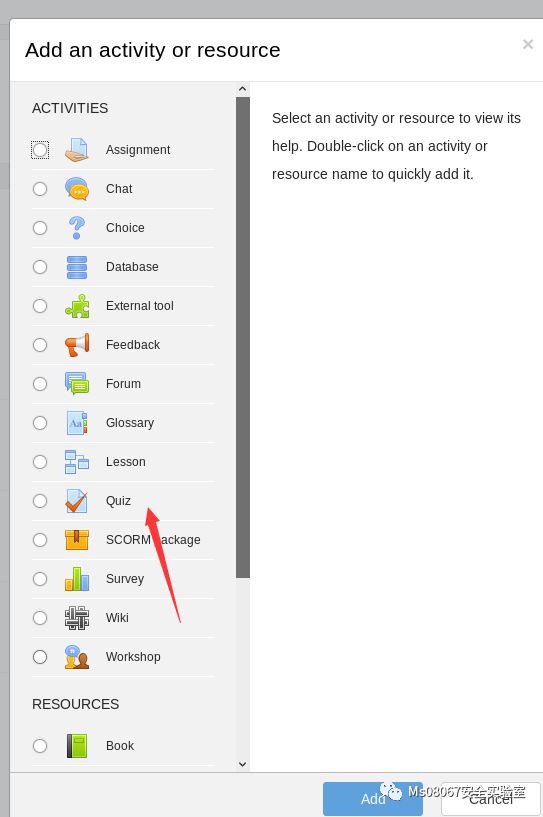 Add an activity or resource
×
ACTIVITIES
Assignment
Chat
Choice
Database
External tool
Feedback
Forum
Glossary
Lesson
Quiz
SCORM package
Survey
Wiki
Workshop
RESOURCES
Book
Select an activity or resource to view its
help. Double-click on an activity or
resource name to quickly add it.
Add
Cancel
Ms08067安全实验室